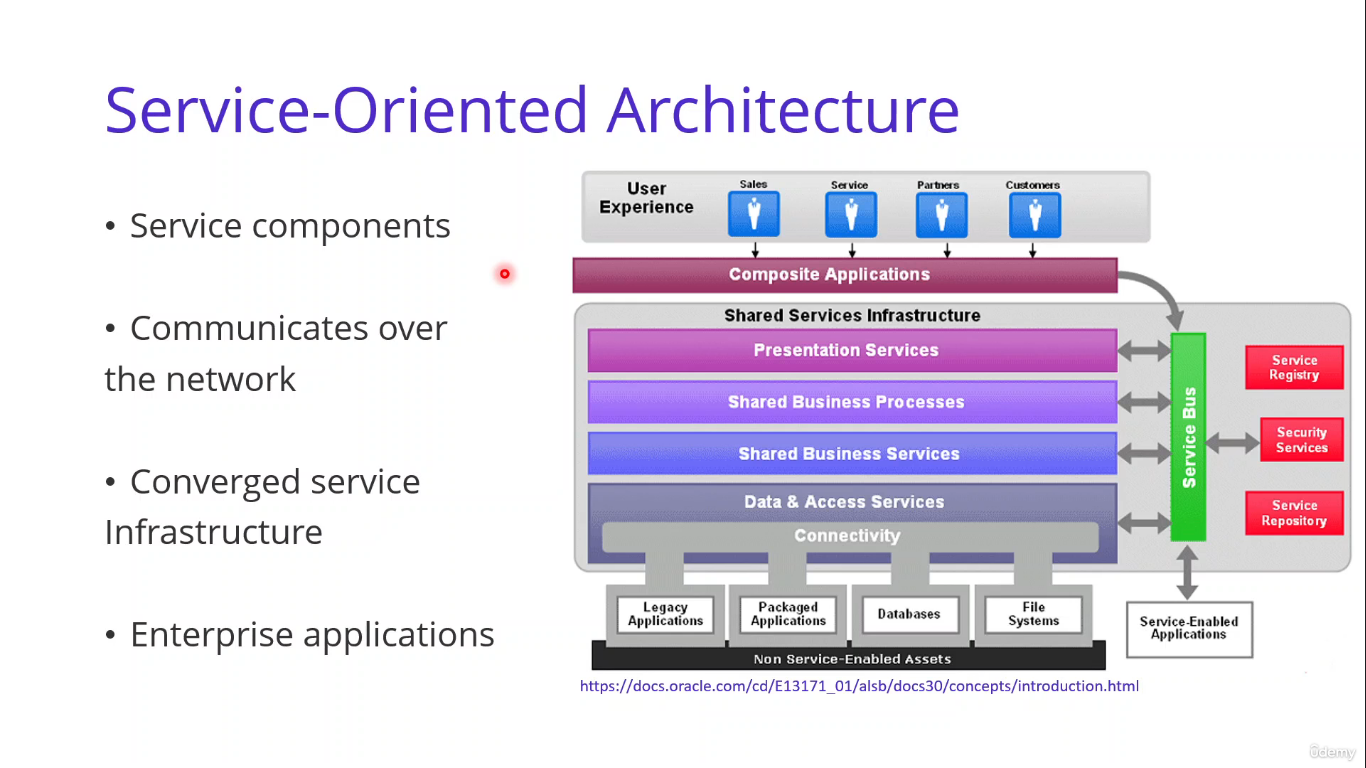 Service-Oriented Architecture
• Service components
• Communicates over
the network
• Converged service
Infrastructure
• Enterprise applications
User
Experience
Sales
Service
Partners
Customers
Composite Applications
Shared Services Infrastructure
Presentation Services
Shared Business Processes
Shared Business Services
Data & Access Services
Connectivity
Service Bus
Service
Registry
Security
Services
Service
Repository
Legacy
Applications
Packaged
Applications
Databases
File
Systems
Service-Enabled
Applications
Non Service-Enabled Assets
https://docs.oracle.com/cd/E13171_01/alsb/docs30/concepts/introduction.html
ûdemy